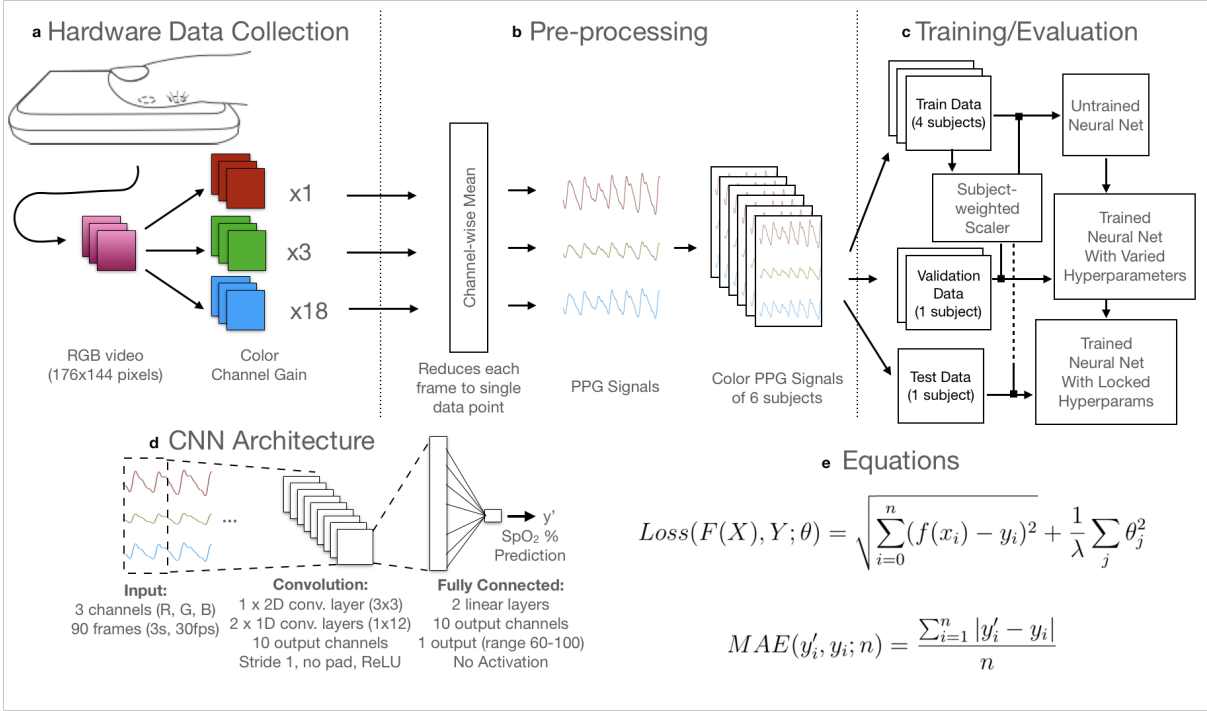 a Hardware Data Collection
x1
x3
x18
RGB video
(176x144 pixels)
Color
Channel Gain
b Pre-processing
Channel-wise Mean
Reduces each
frame to single
data point
PPG Signals
Color PPG Signals
of 6 subjects
c Training/Evaluation
Train Data
(4 subjects)
Untrained
Neural Net
Subject-
weighted
Scaler
Trained
Neural Net
With Varied
Hyperparameters
Validation
Data
(1 subject)
Test Data
(1 subject)
Trained
Neural Net
With Locked
Hyperparams
d CNN Architecture
...
y'
SpO₂ %
Prediction
Input:
3 channels (R, G, B)
90 frames (3s, 30fps)
Convolution:
1 x 2D conv. layer (3x3)
2 x 1D conv. layers (1x12)
10 output channels
Stride 1, no pad, ReLU
Fully Connected:
2 linear layers
10 output channels
1 output (range 60-100)
No Activation
e Equations
Loss(F(X), Y; θ) = √(∑_{i=0}^{n} (f(x_i) − y_i)²) + (1/λ) ∑_j θ_j²
MAE(y'_i, y_i; n) = (∑_{i=1}^{n} |y'_i − y_i|) / n